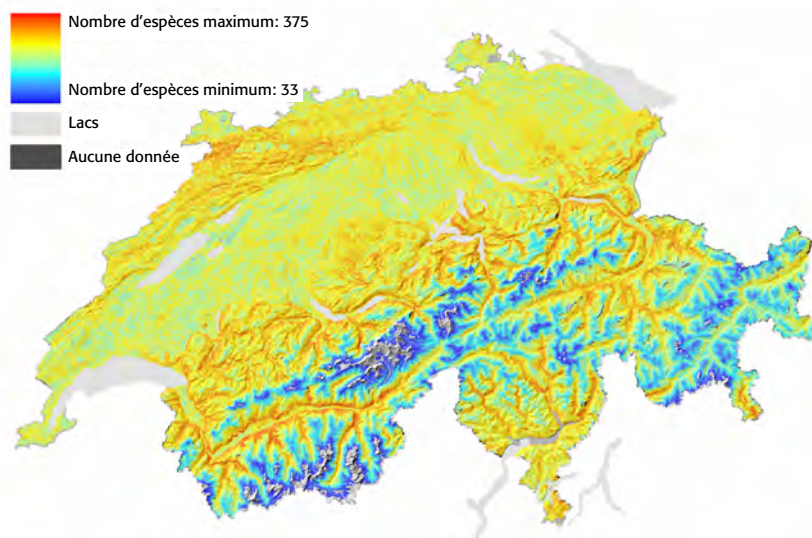 Nombre d'espèces maximum: 375
Nombre d'espèces minimum: 33
Lacs
Aucune donnée